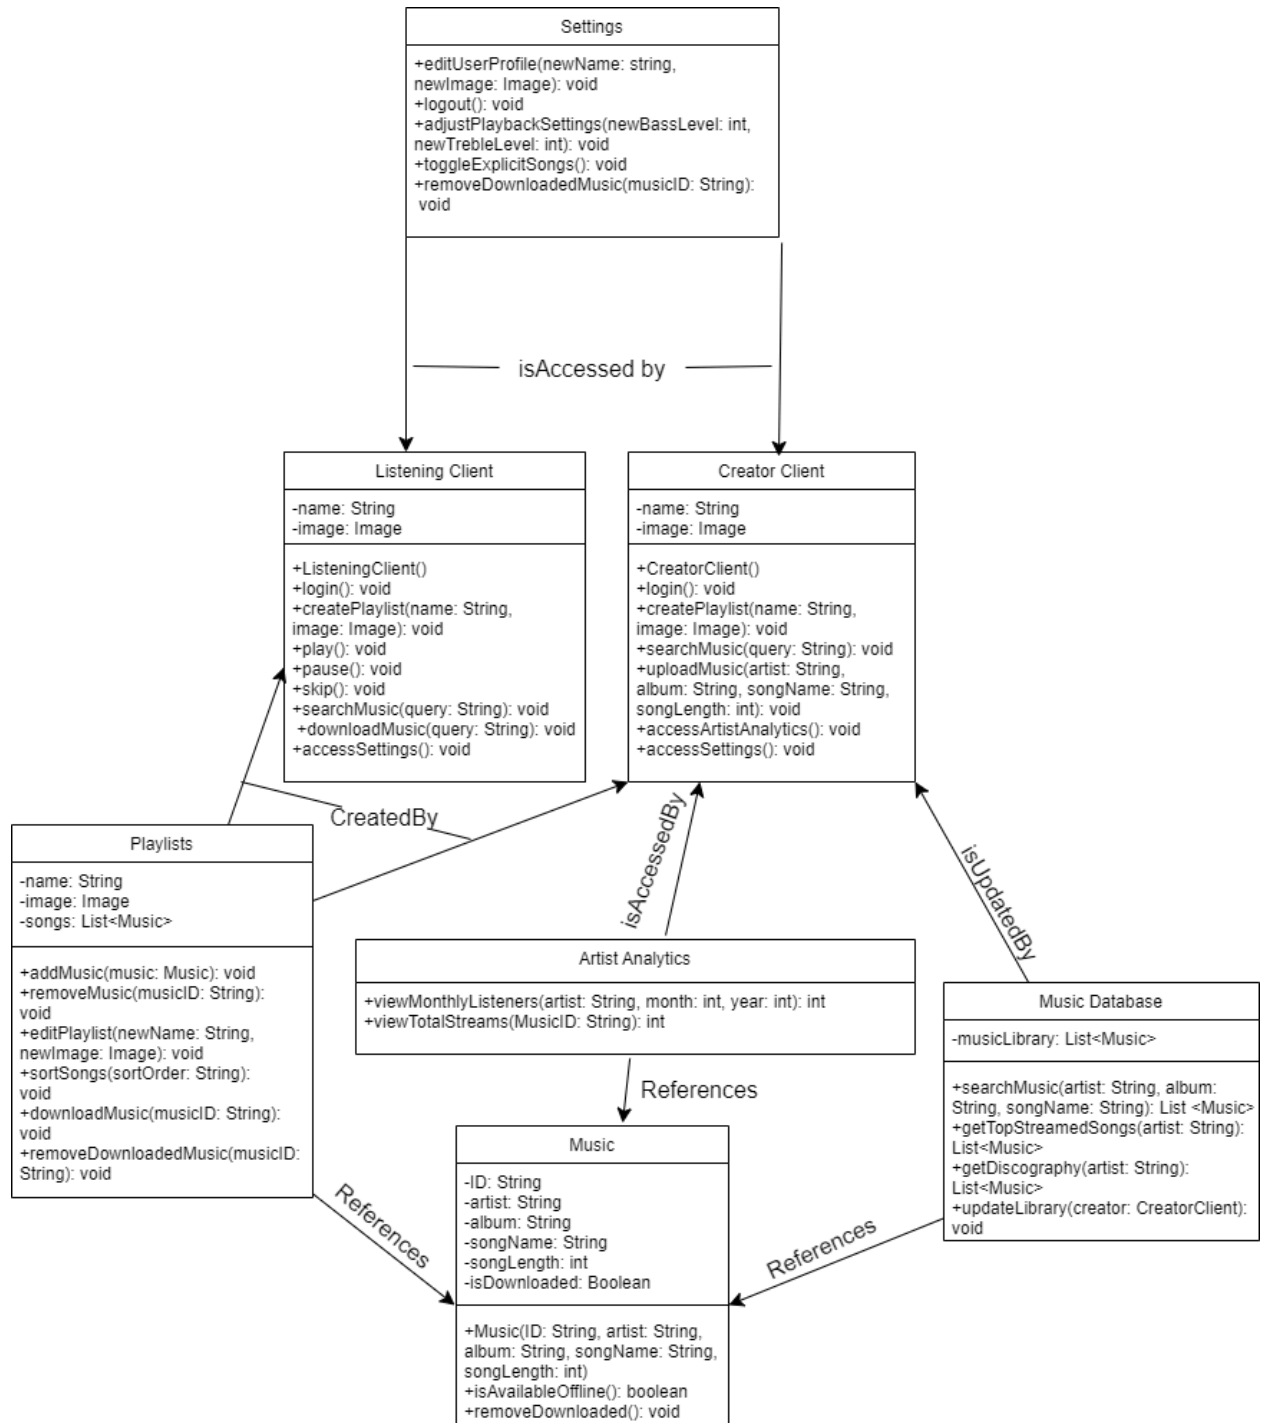 Settings
+editUserProfile(newName: string,
newImage: Image): void
+logout(): void
+adjustPlaybackSettings(newBassLevel: int,
newTrebleLevel: int): void
+toggleExplicitSongs(): void
+removeDownloadedMusic(musicID: String):
void
isAccessed by
Listening Client
-name: String
-image: Image
+ListeningClient()
+login(): void
+createPlaylist(name: String,
image: Image): void
+play(): void
+pause(): void
+skip(): void
+searchMusic(query: String): void
+downloadMusic(query: String): void
+accessSettings(): void
Creator Client
-name: String
-image: Image
+CreatorClient()
+login(): void
+createPlaylist(name: String,
image: Image): void
+searchMusic(query: String): void
+uploadMusic(artist: String,
album: String, songName: String,
songLength: int): void
+accessArtistAnalytics(): void
+accessSettings(): void
CreatedBy
isAccessedBy
isUpdatedBy
Playlists
-name: String
-image: Image
-songs: List<Music>
+addMusic(music: Music): void
+removeMusic(musicID: String):
void
+editPlaylist(newName: String,
newImage: Image): void
+sortSongs(sortOrder: String):
void
+downloadMusic(musicID: String):
void
+removeDownloadedMusic(musicID:
String): void
Artist Analytics
+viewMonthlyListeners(artist: String, month: int, year: int): int
+viewTotalStreams(MusicID: String): int
Music Database
-musicLibrary: List<Music>
+searchMusic(artist: String, album:
String, songName: String): List <Music>
+getTopStreamedSongs(artist: String):
List<Music>
+getDiscography(artist: String):
List<Music>
+updateLibrary(creator: CreatorClient):
void
References
References
References
Music
-ID: String
-artist: String
-album: String
-songName: String
-songLength: int
-isDownloaded: Boolean
+Music(ID: String, artist: String,
album: String, songName: String,
songLength: int)
+isAvailableOffline(): boolean
+removeDownloaded(): void